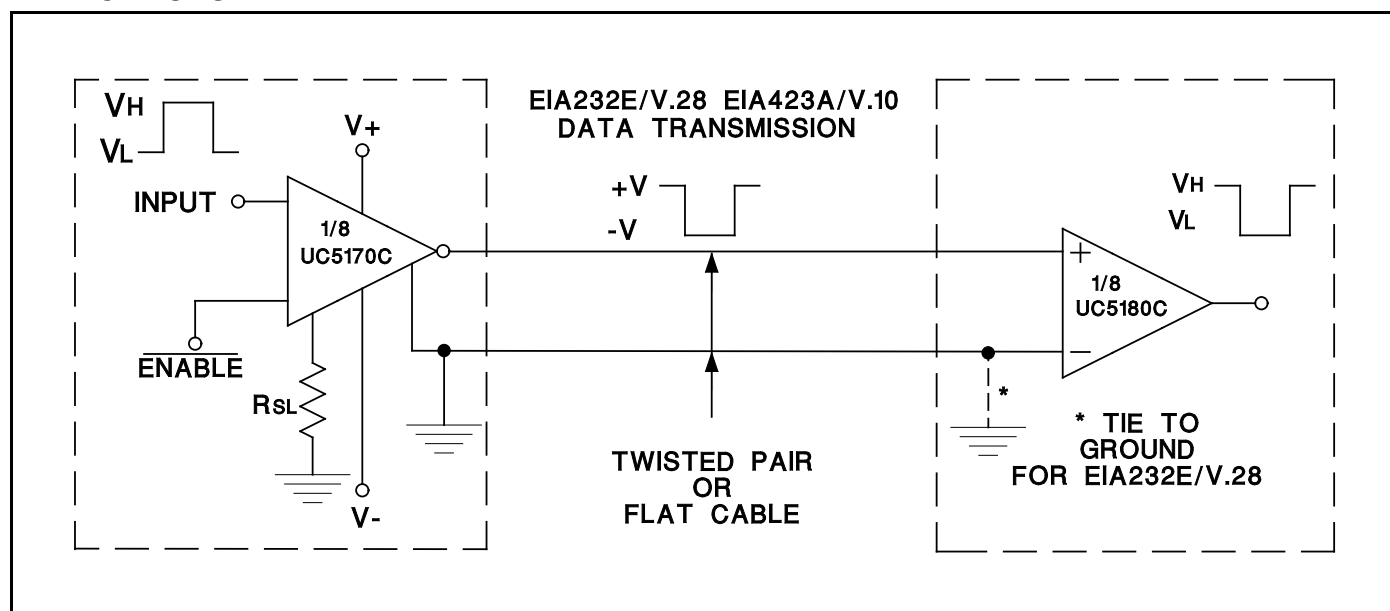 VH
VL
V+
INPUT
1/8
UC5170C
ENABLE
RSL
V-
EIA232E/V.28 EIA423A/V.10
DATA TRANSMISSION
+V
-V
TWISTED PAIR
OR
FLAT CABLE
VH
VL
+
1/8
UC5180C
−
*
* TIE TO
GROUND
FOR EIA232E/V.28